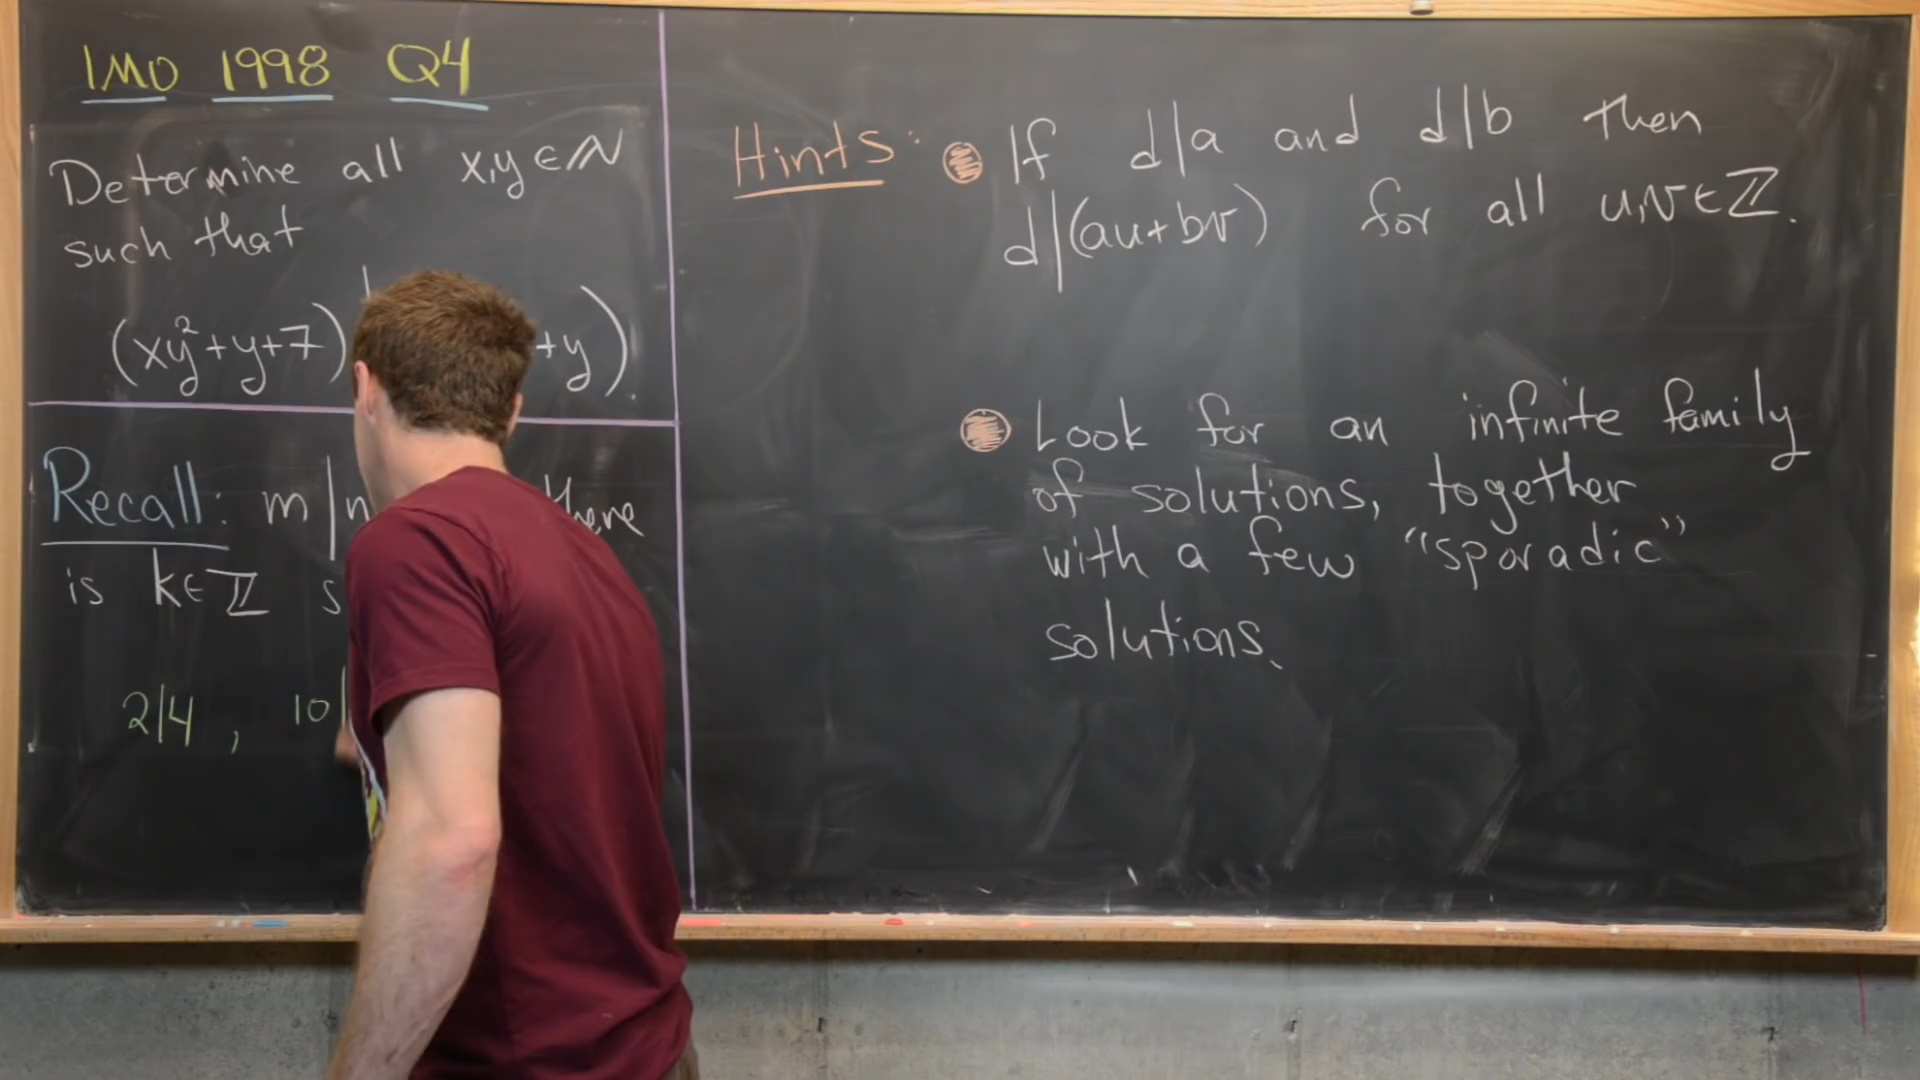 IMO 1998 Q4
Determine all x,y∈ℕ
such that
(xy²+y+7) | +y).
Recall: m|n
is k∈ℤ s
2|4 , 10|
Hints: If d|a and d|b then
d|(au+bv) for all u,v∈ℤ.
Look for an infinite family
of solutions, together
with a few "sporadic"
solutions.